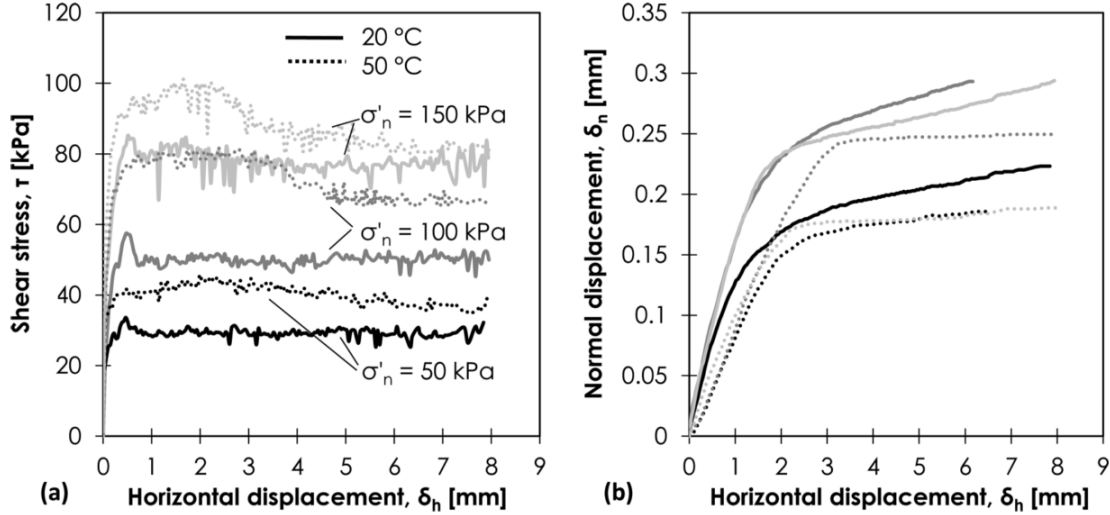 Shear stress, τ [kPa]
120
100
80
60
40
20
0
20 °C
50 °C
σ'n = 150 kPa
σ'n = 100 kPa
σ'n = 50 kPa
0 1 2 3 4 5 6 7 8 9
(a) Horizontal displacement, δh [mm]
Normal displacement, δn [mm]
0.35
0.3
0.25
0.2
0.15
0.1
0.05
0
0 1 2 3 4 5 6 7 8 9
(b) Horizontal displacement, δh [mm]